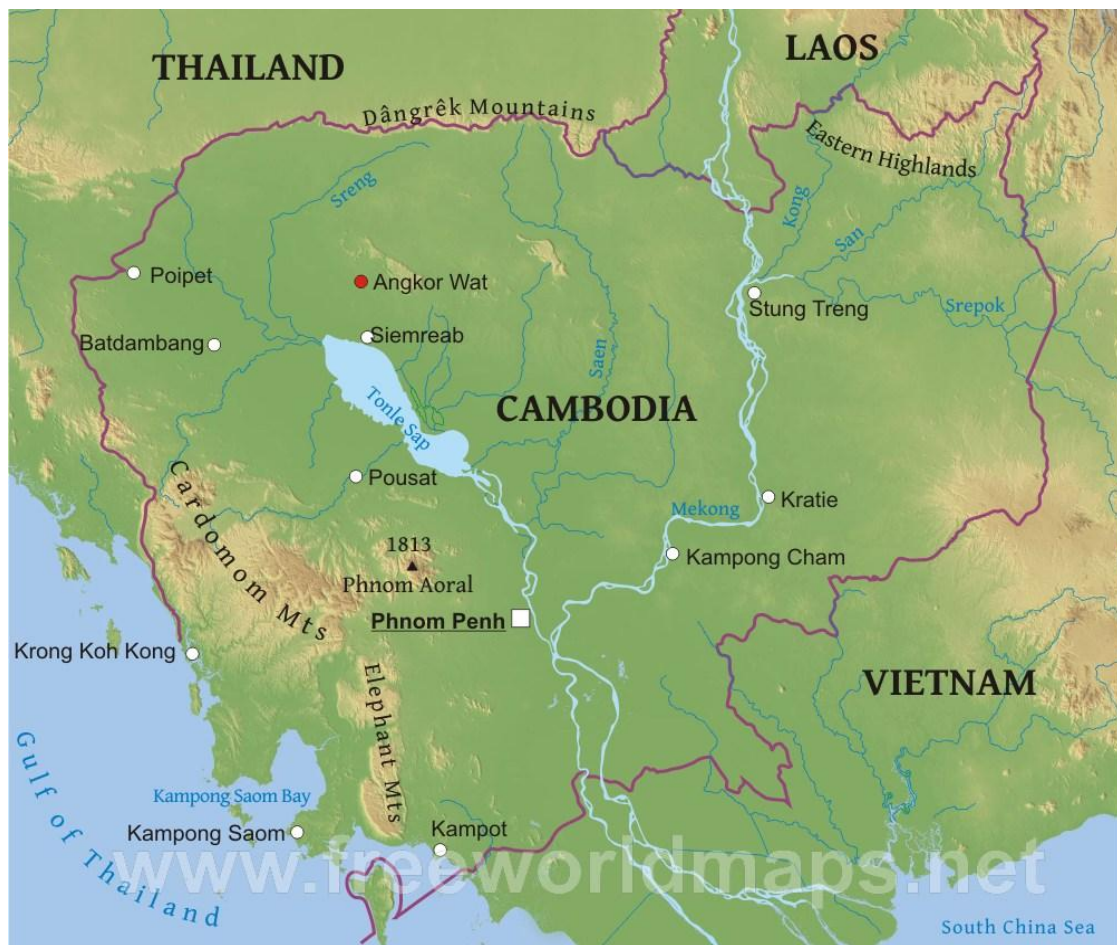 THAILAND
LAOS
Dângrêk Mountains
Eastern Highlands
Sreng
Kong
San
Poipet
Angkor Wat
Stung Treng
Srepok
Batdambang
Siemreab
Saen
Tonle Sap
CAMBODIA
Cardomom Mts
Pousat
Mekong
Kratie
1813
Phnom Aoral
Kampong Cham
Phnom Penh
Krong Koh Kong
Elephant Mts
VIETNAM
Gulf of Thailand
Kampong Saom Bay
Kampong Saom
Kampot
www.freeworldmaps.net
South China Sea